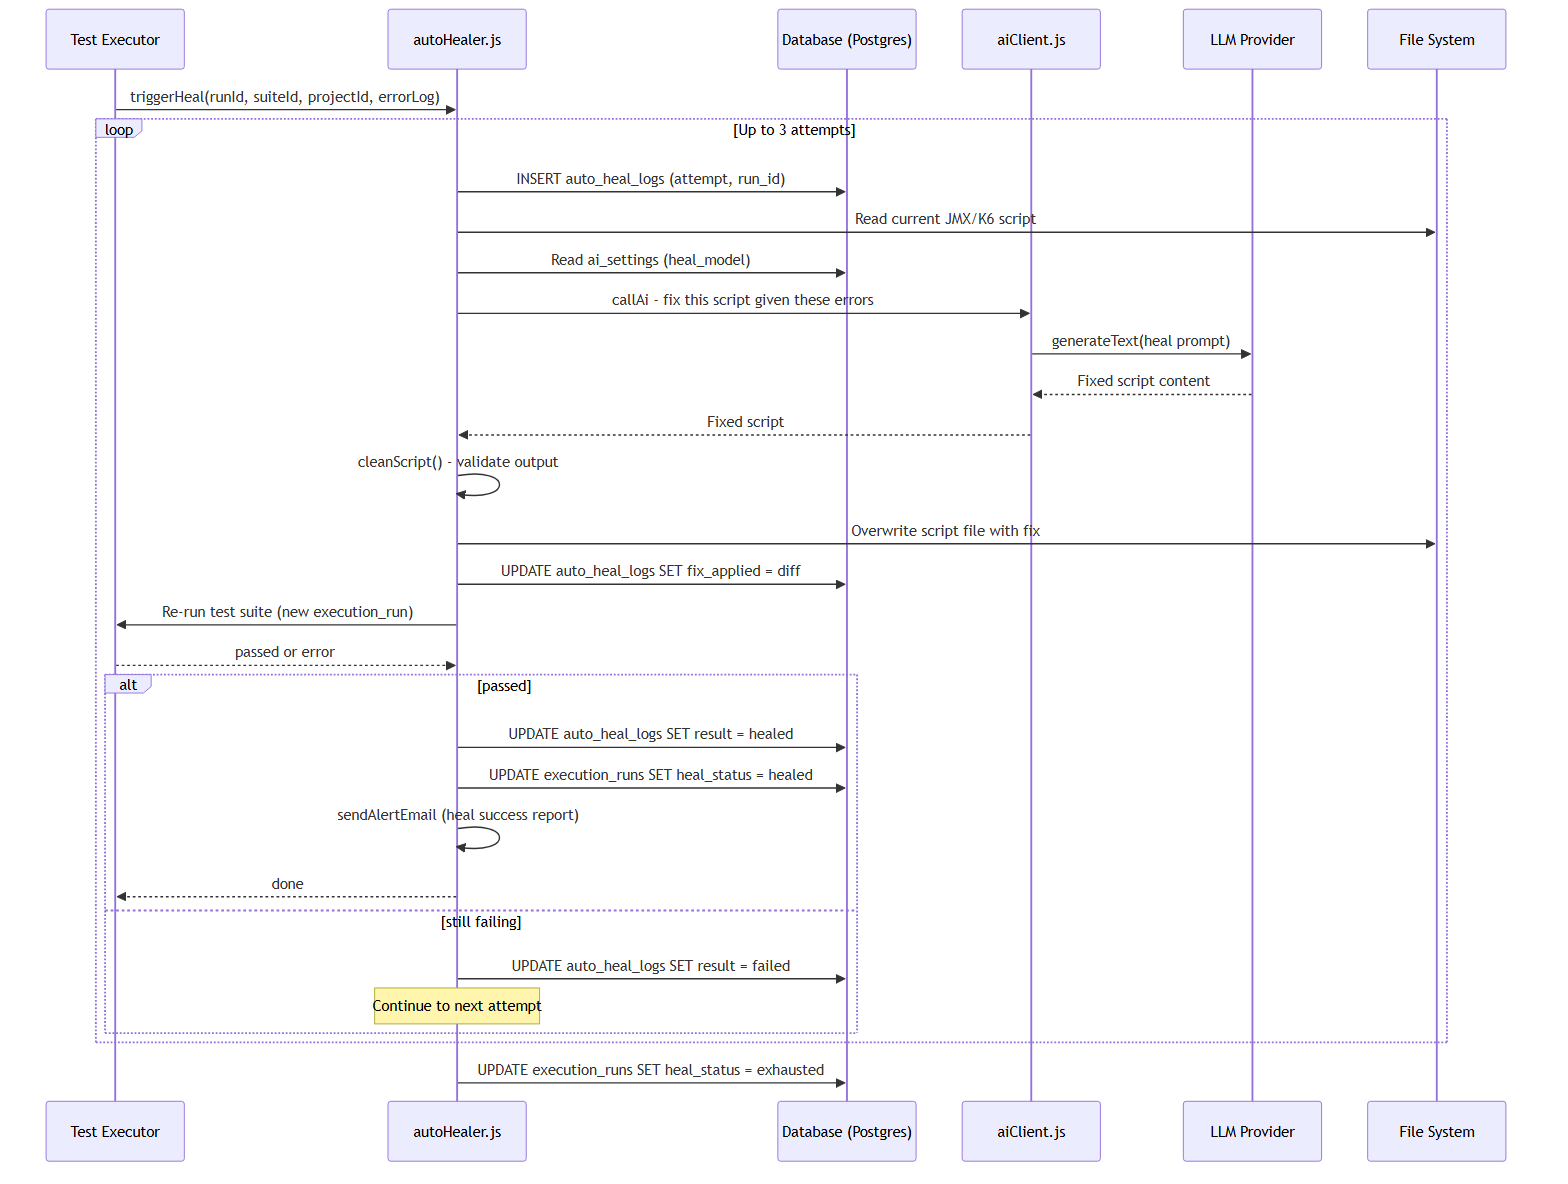 Test Executor
autoHealer.js
Database (Postgres)
aiClient.js
LLM Provider
File System
triggerHeal(runId, suiteId, projectId, errorLog)
loop
[Up to 3 attempts]
INSERT auto_heal_logs (attempt, run_id)
Read current JMX/K6 script
Read ai_settings (heal_model)
callAi - fix this script given these errors
generateText(heal prompt)
Fixed script content
Fixed script
cleanScript() - validate output
Overwrite script file with fix
UPDATE auto_heal_logs SET fix_applied = diff
Re-run test suite (new execution_run)
passed or error
alt
[passed]
UPDATE auto_heal_logs SET result = healed
UPDATE execution_runs SET heal_status = healed
sendAlertEmail (heal success report)
done
[still failing]
UPDATE auto_heal_logs SET result = failed
Continue to next attempt
UPDATE execution_runs SET heal_status = exhausted
Test Executor
autoHealer.js
Database (Postgres)
aiClient.js
LLM Provider
File System